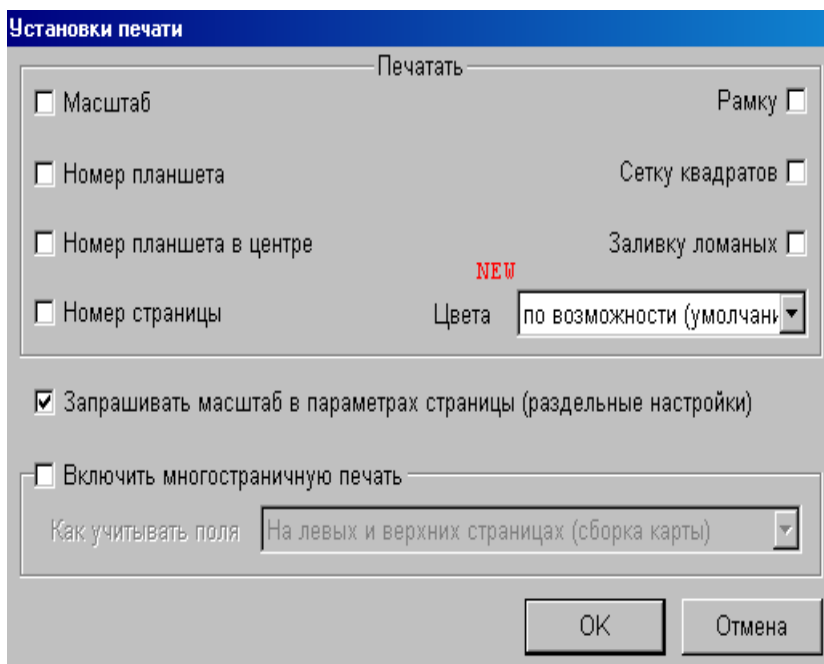 Установки печати
Печатать
Масштаб
Рамку
Номер планшета
Сетку квадратов
Номер планшета в центре
Заливку ломаных
NEW
Номер страницы
Цвета
по возможности (умолчани
Запрашивать масштаб в параметрах страницы (раздельные настройки)
Включить многостраничную печать
Как учитывать поля
На левых и верхних страницах (сборка карты)
OK
Отмена